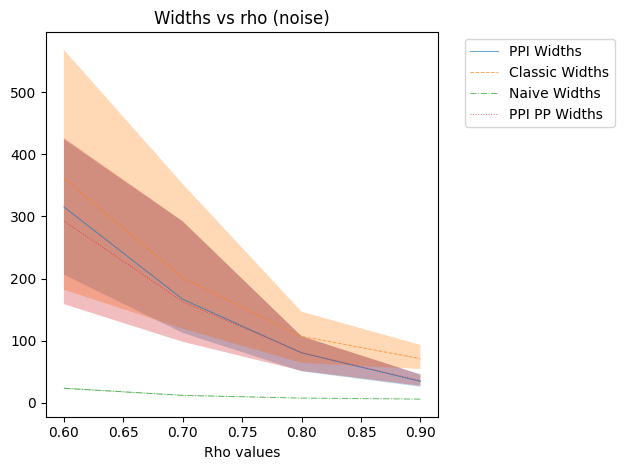 Widths vs rho (noise)
PPI Widths
Classic Widths
Naive Widths
PPI PP Widths
500
400
300
200
100
0
0.60 0.65 0.70 0.75 0.80 0.85 0.90
Rho values